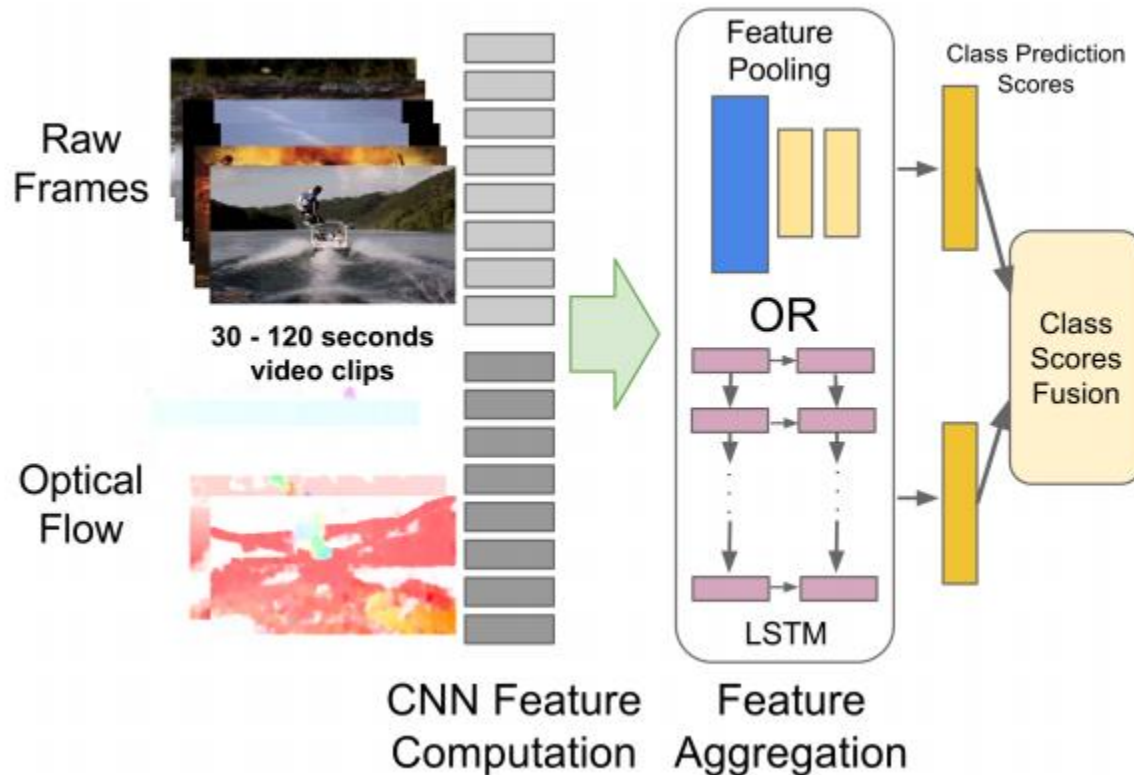 Raw
Frames
30 - 120 seconds
video clips
Optical
Flow
CNN Feature
Computation
Feature
Pooling
OR
LSTM
Feature
Aggregation
Class Prediction
Scores
Class
Scores
Fusion